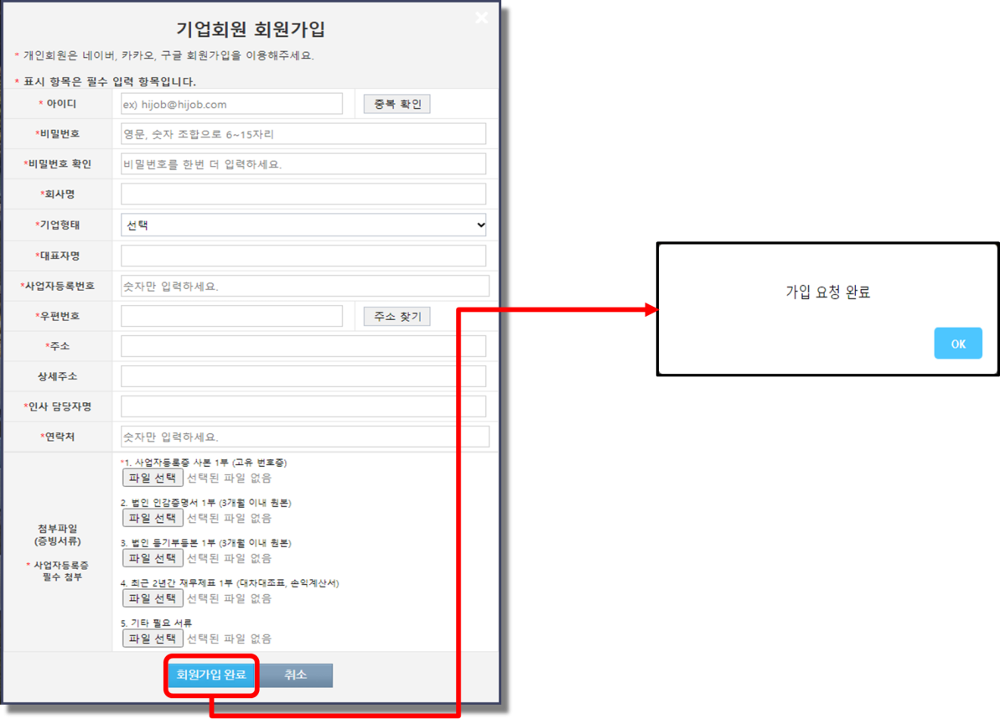 기업회원 회원가입
* 개인회원은 네이버, 카카오, 구글 회원가입을 이용해주세요.
* 표시 항목은 필수 입력 항목입니다.
* 아이디 ex) hijob@hijob.com 중복 확인
*비밀번호 영문, 숫자 조합으로 6~15자리
*비밀번호 확인 비밀번호를 한번 더 입력하세요.
*회사명
*기업형태 선택
*대표자명
*사업자등록번호 숫자만 입력하세요.
*우편번호 주소 찾기
*주소
상세주소
*인사 담당자명
*연락처 숫자만 입력하세요.
첨부파일
(증빙서류)
* 사업자등록증
필수 첨부
*1. 사업자등록증 사본 1부 (고유 번호증)
파일 선택 선택된 파일 없음
2. 법인 인감증명서 1부 (3개월 이내 원본)
파일 선택 선택된 파일 없음
3. 법인 등기부등본 1부 (3개월 이내 원본)
파일 선택 선택된 파일 없음
4. 최근 2년간 재무제표 1부 (대차대조표, 손익계산서)
파일 선택 선택된 파일 없음
5. 기타 필요 서류
파일 선택 선택된 파일 없음
회원가입 완료 취소
가입 요청 완료
OK